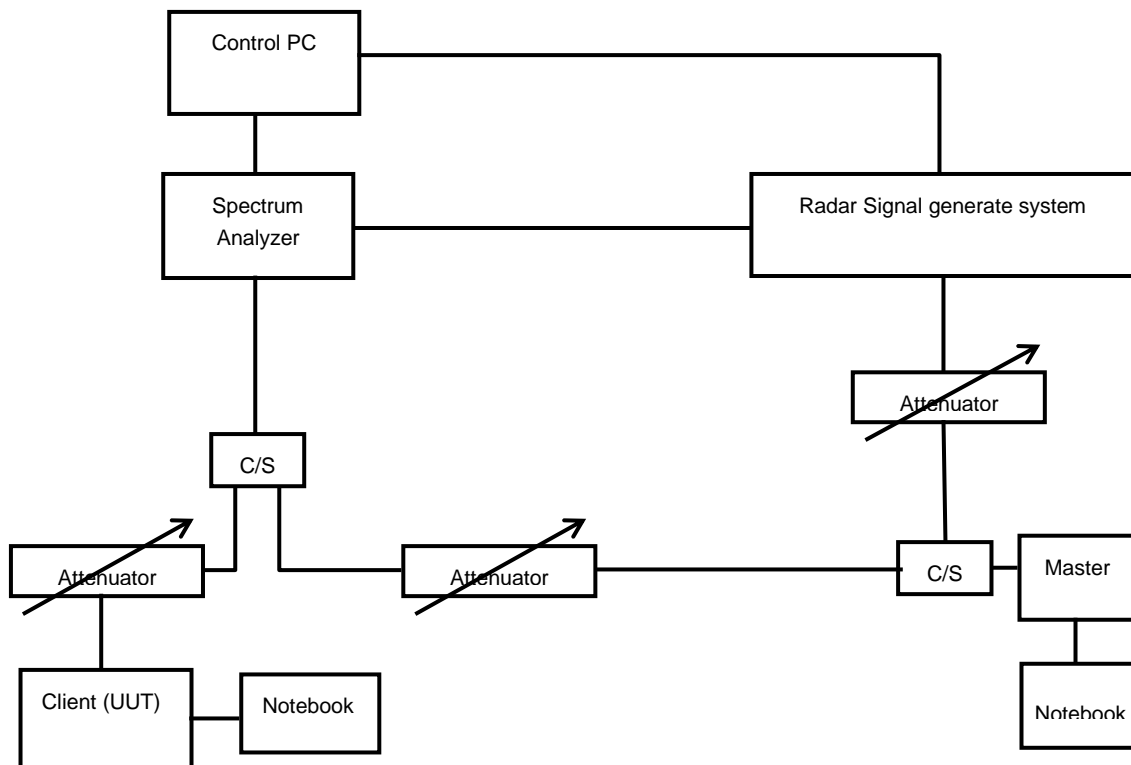 Control PC
Spectrum
Analyzer
Radar Signal generate system
Attenuator
C/S
Attenuator
Attenuator
C/S
Master
Client (UUT)
Notebook
Notebook